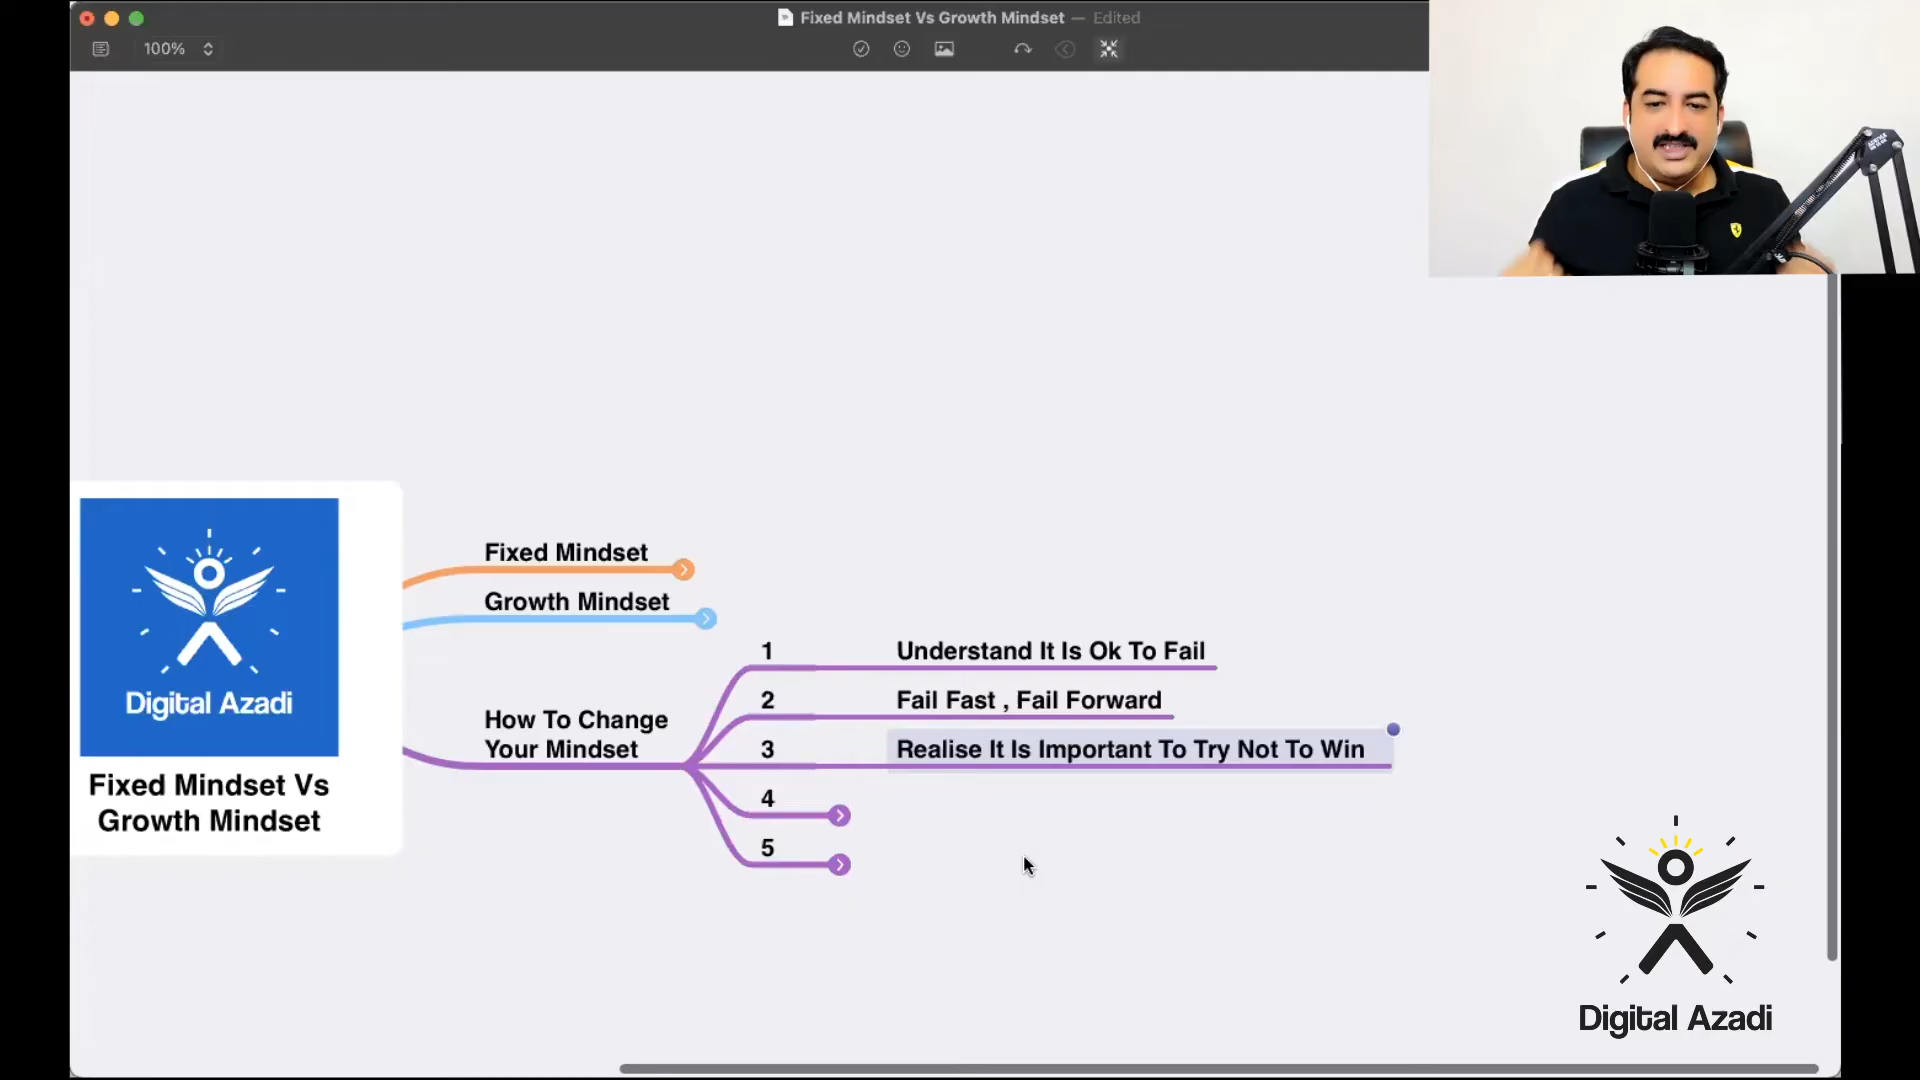 Fixed Mindset Vs Growth Mindset — Edited
100%
Digital Azadi
Fixed Mindset Vs
Growth Mindset
Fixed Mindset
Growth Mindset
How To Change
Your Mindset
1 Understand It Is Ok To Fail
2 Fail Fast , Fail Forward
3 Realise It Is Important To Try Not To Win
4
5
Digital Azadi